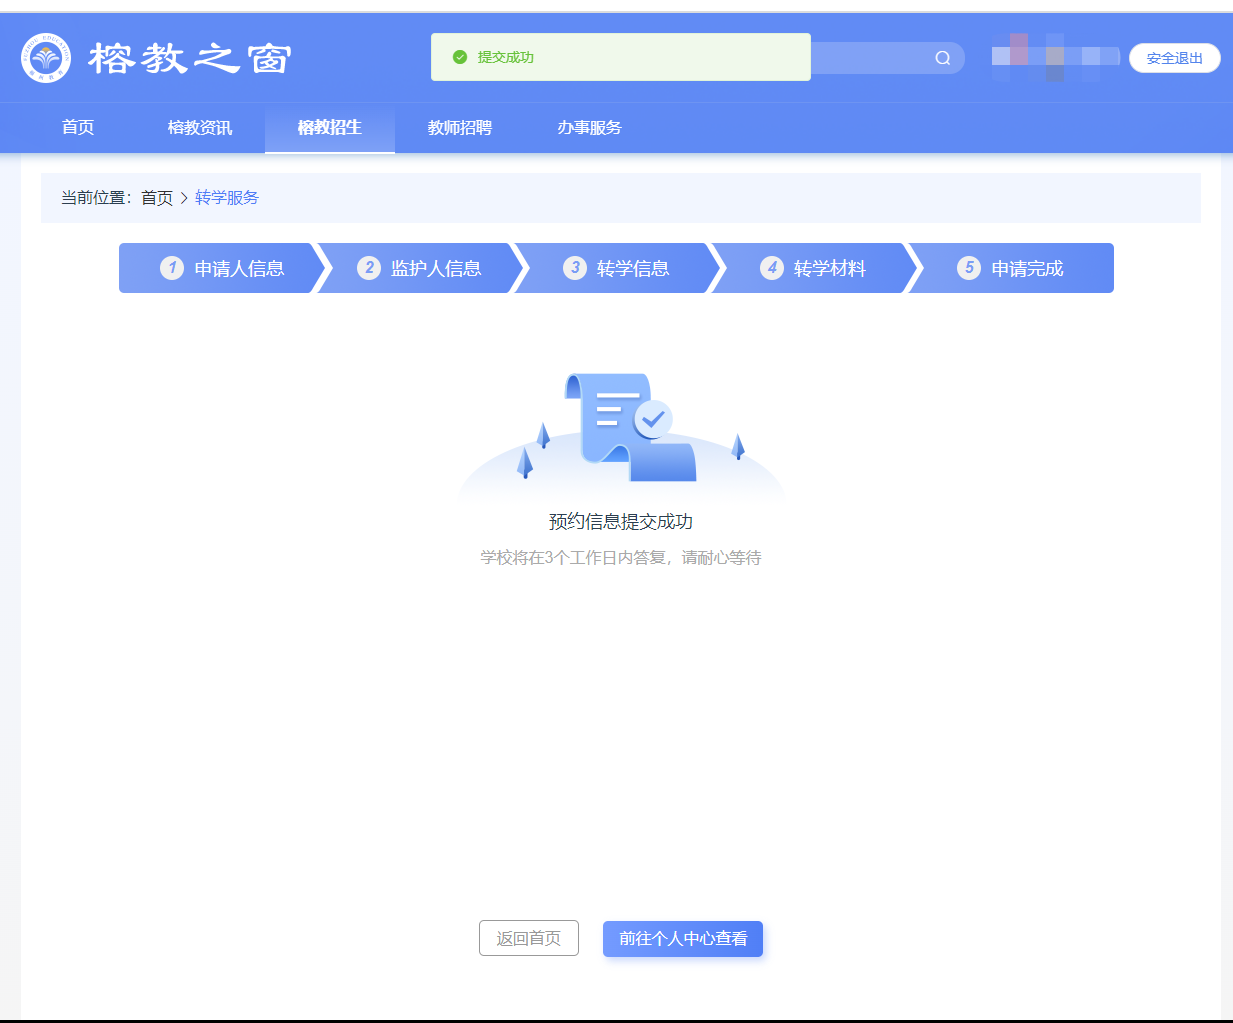 榕教之窗
提交成功
安全退出
首页 榕教资讯 榕教招生 教师招聘 办事服务
当前位置：首页 > 转学服务
1 申请人信息 2 监护人信息 3 转学信息 4 转学材料 5 申请完成
预约信息提交成功
学校将在3个工作日内答复，请耐心等待
返回首页 前往个人中心查看